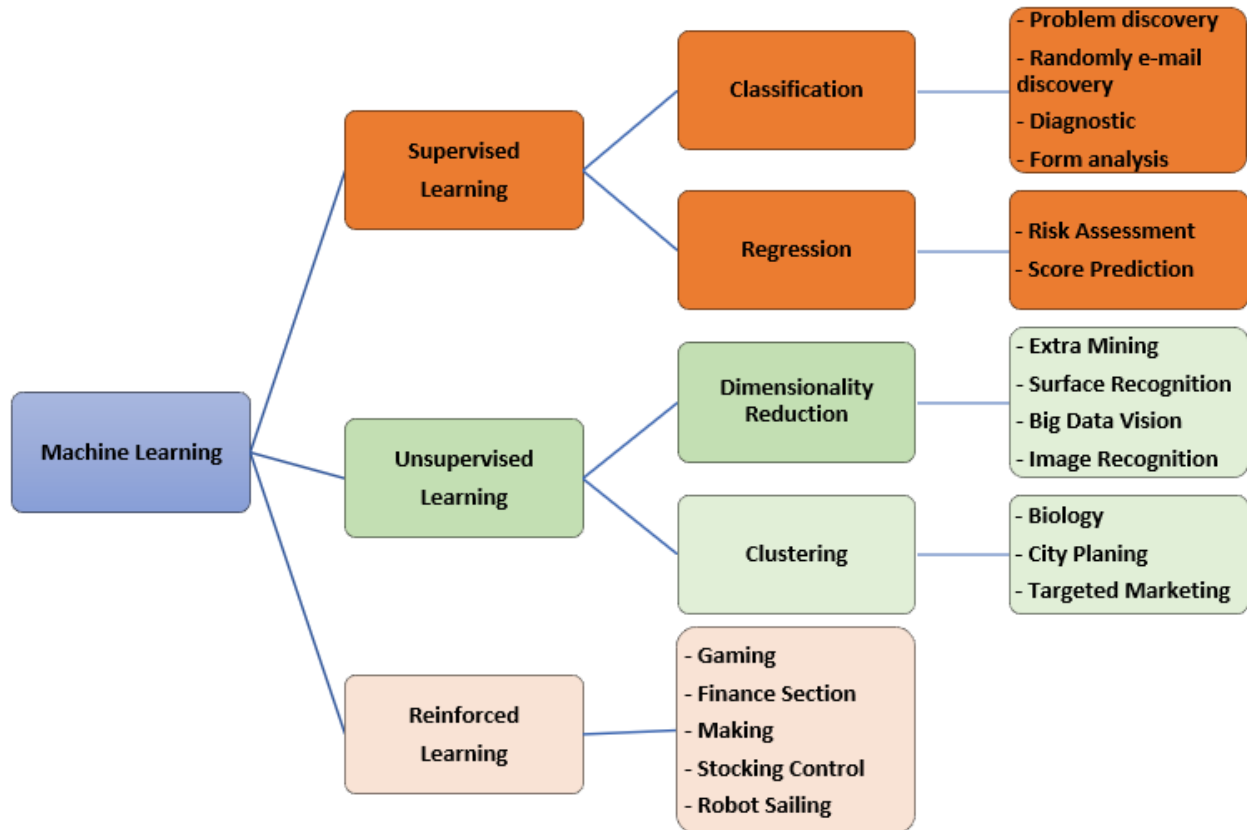 Machine Learning
Supervised
Learning
Classification
- Problem discovery
- Randomly e-mail
discovery
- Diagnostic
- Form analysis
Regression
- Risk Assessment
- Score Prediction
Unsupervised
Learning
Dimensionality
Reduction
- Extra Mining
- Surface Recognition
- Big Data Vision
- Image Recognition
Clustering
- Biology
- City Planing
- Targeted Marketing
Reinforced
Learning
- Gaming
- Finance Section
- Making
- Stocking Control
- Robot Sailing